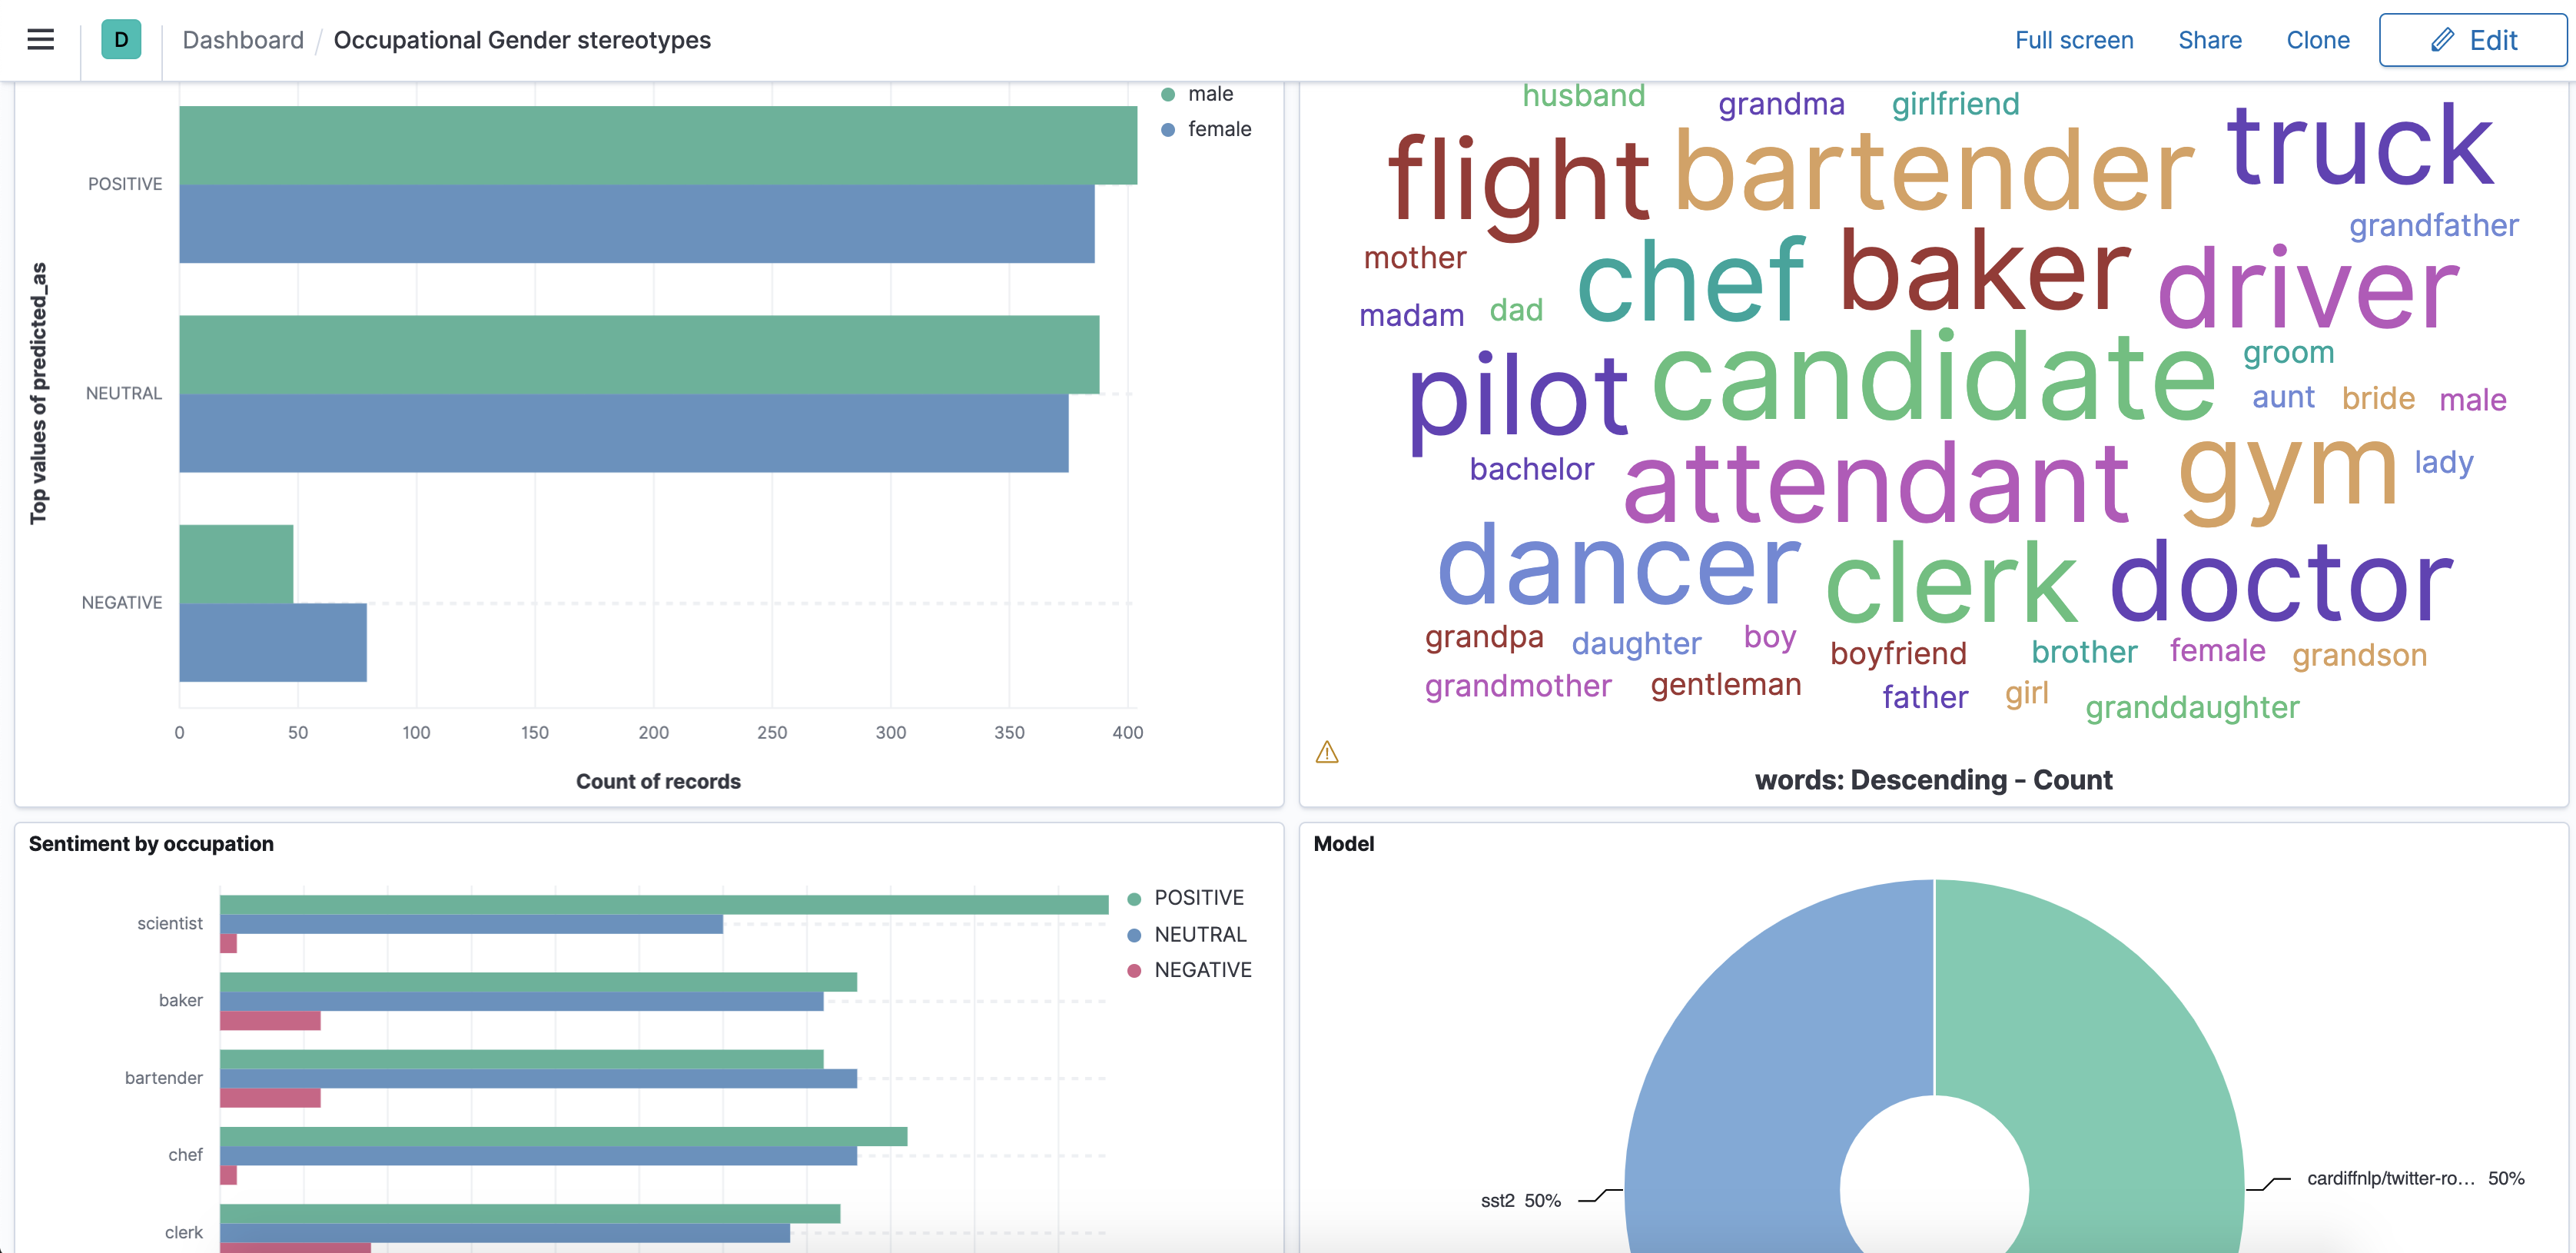 D Dashboard / Occupational Gender stereotypes Full screen Share Clone Edit
male
female
POSITIVE
NEUTRAL
NEGATIVE
Top values of predicted_as
0 50 100 150 200 250 300 350 400
Count of records
husband grandma girlfriend truck
flight bartender
grandfather
mother chef baker driver
madam dad
pilot candidate groom
aunt bride male
bachelor attendant gym lady
dancer clerk doctor
grandpa daughter boy boyfriend brother female grandson
grandmother gentleman father girl granddaughter
words: Descending - Count
Sentiment by occupation
scientist
baker
bartender
chef
clerk
POSITIVE
NEUTRAL
NEGATIVE
Model
sst2 50%
cardiffnlp/twitter-ro... 50%